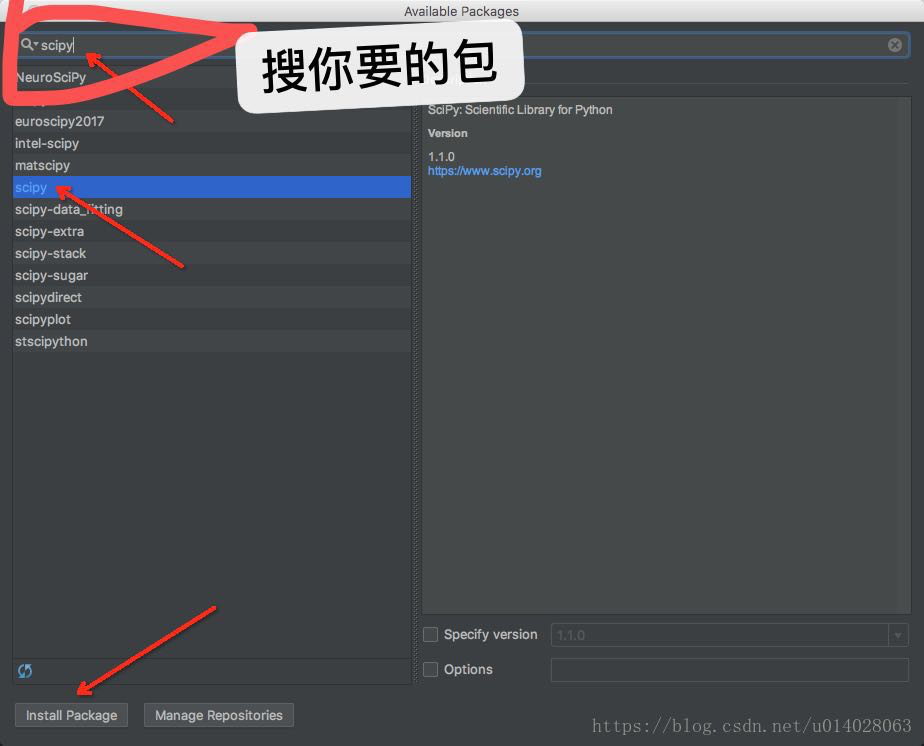 Available Packages
scipy
搜你要的包
NeuroSciPy
euroscipy2017
intel-scipy
matscipy
scipy
scipy-data_fitting
scipy-extra
scipy-stack
scipy-sugar
scipydirect
scipyplot
stscipython
SciPy: Scientific Library for Python
Version
1.1.0
https://www.scipy.org
Specify version
1.1.0
Options
Install Package
Manage Repositories
https://blog.csdn.net/u014028063